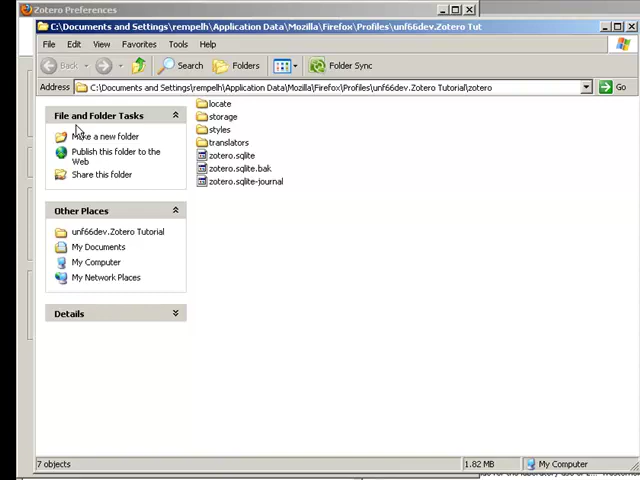 Zotero Preferences
C:\Documents and Settings\rempelh\Application Data\Mozilla\Firefox\Profiles\unf66dev.Zotero Tut
File Edit View Favorites Tools Help
Back Search Folders Folder Sync
Address C:\Documents and Settings\rempelh\Application Data\Mozilla\Firefox\Profiles\unf66dev.Zotero Tutorial\zotero Go
File and Folder Tasks
Make a new folder
Publish this folder to the
Web
Share this folder
Other Places
unf66dev.Zotero Tutorial
My Documents
My Computer
My Network Places
Details
locate
storage
styles
translators
zotero.sqlite
zotero.sqlite.bak
zotero.sqlite-journal
7 objects 1.82 MB My Computer